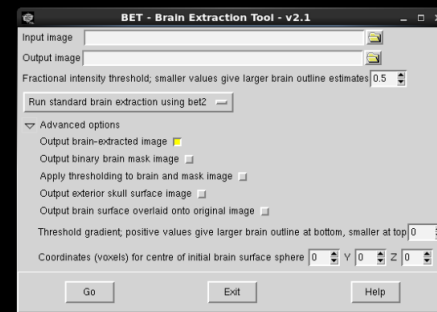 BET - Brain Extraction Tool - v2.1
Input image
Output image
Fractional intensity threshold; smaller values give larger brain outline estimates 0.5
Run standard brain extraction using bet2
Advanced options
Output brain-extracted image
Output binary brain mask image
Apply thresholding to brain and mask image
Output exterior skull surface image
Output brain surface overlaid onto original image
Threshold gradient; positive values give larger brain outline at bottom, smaller at top 0
Coordinates (voxels) for centre of initial brain surface sphere 0 Y 0 Z 0
Go Exit Help